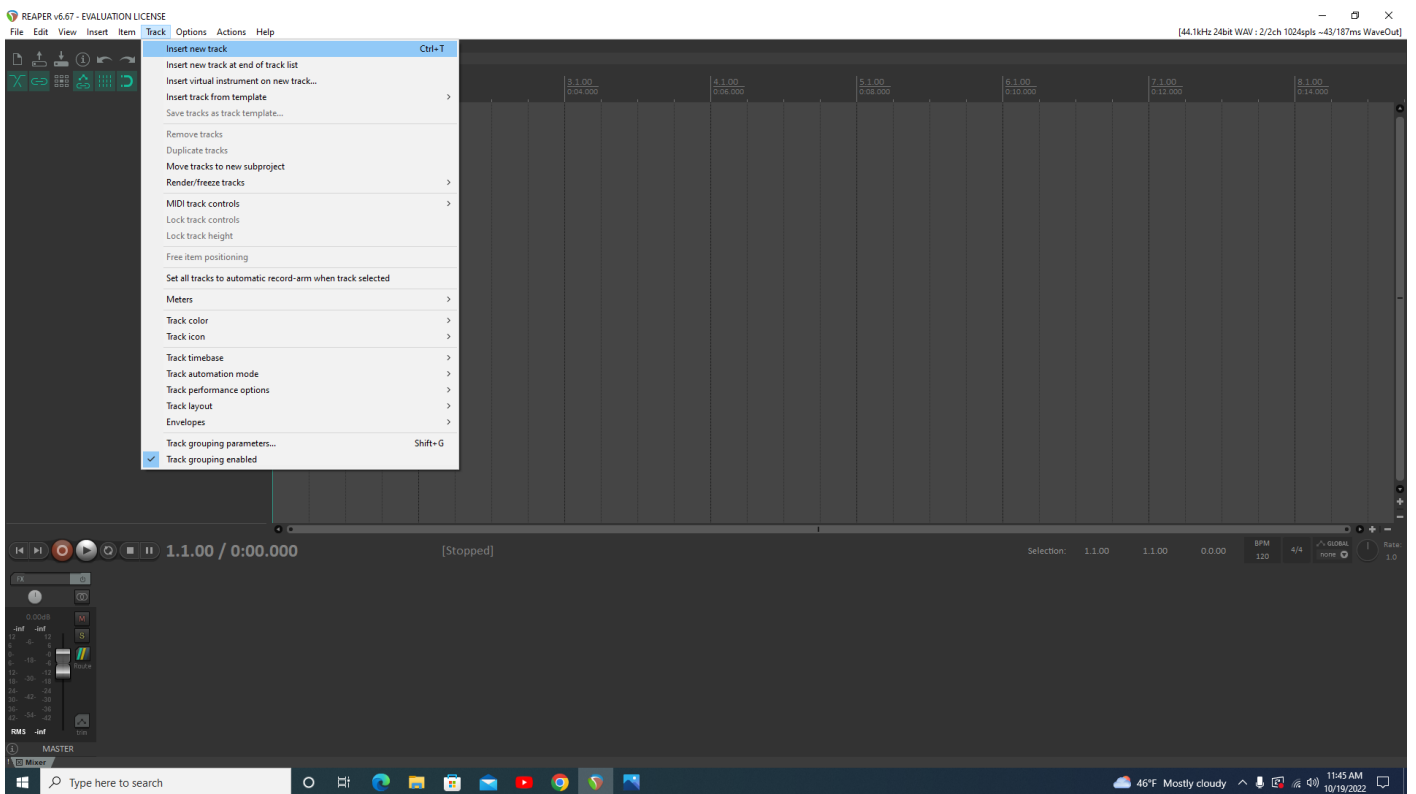 REAPER v6.67 - EVALUATION LICENSE
File Edit View Insert Item Track Options Actions Help
[44.1kHz 24bit WAV : 2/2ch 1024spls ~43/187ms WaveOut]
Insert new track Ctrl+T
Insert new track at end of track list
Insert virtual instrument on new track...
Insert track from template
Save tracks as track template...
Remove tracks
Duplicate tracks
Move tracks to new subproject
Render/freeze tracks
MIDI track controls
Lock track controls
Lock track height
Free item positioning
Set all tracks to automatic record-arm when track selected
Meters
Track color
Track icon
Track timebase
Track automation mode
Track performance options
Track layout
Envelopes
Track grouping parameters... Shift+G
Track grouping enabled
3.1.00 4.1.00 5.1.00 6.1.00 7.1.00 8.1.00
0:04.000 0:06.000 0:08.000 0:10.000 0:12.000 0:14.000
1.1.00 / 0:00.000 [Stopped] Selection: 1.1.00 1.1.00 0.0.00
BPM
120
4/4
GLOBAL
none
Rate:
1.0
FX
0.00dB M
-inf -inf
12 12 S
-6-
Route
-18-
-30-
-42-
-54-
RMS -inf trim
MASTER
Mixer
Type here to search
46°F Mostly cloudy
11:45 AM
10/19/2022